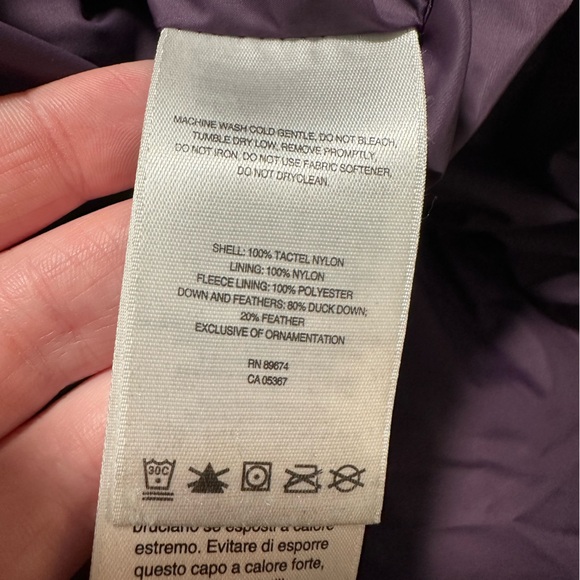 MACHINE WASH COLD GENTLE, DO NOT BLEACH,
TUMBLE DRY LOW, REMOVE PROMPTLY,
DO NOT IRON, DO NOT USE FABRIC SOFTENER,
DO NOT DRYCLEAN.
SHELL: 100% TACTEL NYLON
LINING: 100% NYLON
FLEECE LINING: 100% POLYESTER
DOWN AND FEATHERS: 80% DUCK DOWN;
20% FEATHER
EXCLUSIVE OF ORNAMENTATION
RN 89674
CA 05367
30C
bruciano se esposti a calore
estremo. Evitare di esporre
questo capo a calore forte,